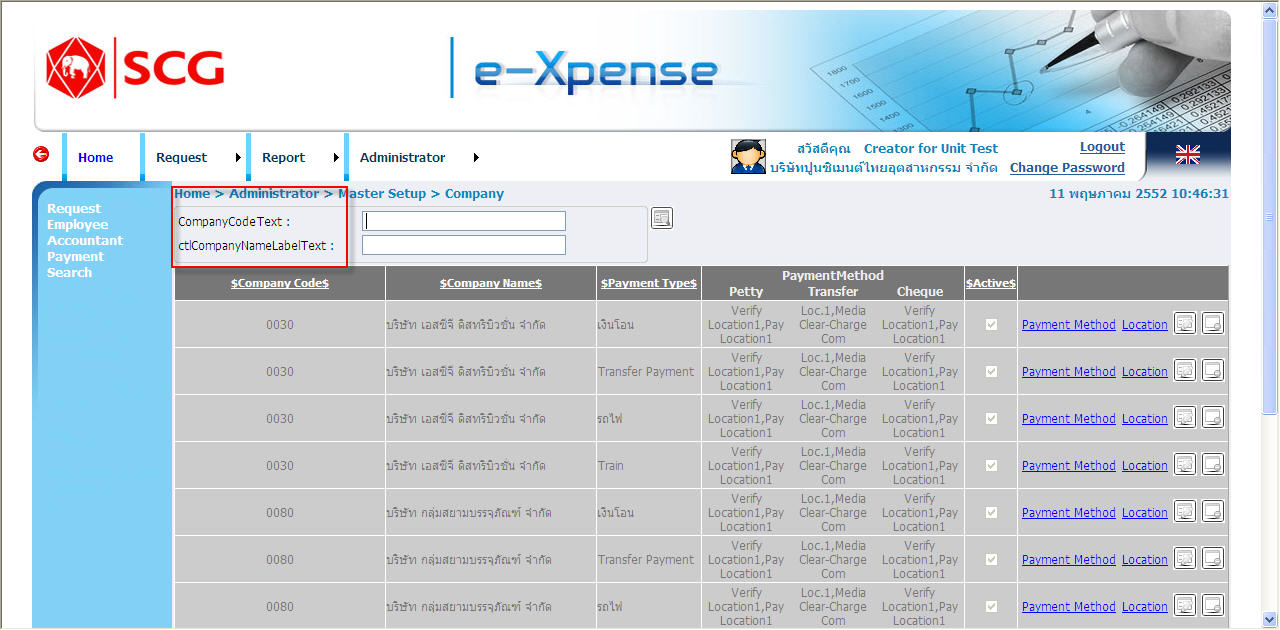 SCG
e-Xpense
1800
1700
1600
1500
1400
1300
Home
Request
Report
Administrator
สวัสดีคุณ Creator for Unit Test
บริษัทปูนซิเมนต์ไทยอุตสาหกรรม จำกัด
Logout
Change Password
Request
Employee
Accountant
Payment
Search
Home > Administrator > Master Setup > Company
11 พฤษภาคม 2552 10:46:31
CompanyCodeText :
ctlCompanyNameLabelText :
$Company Code$ $Company Name$ $Payment Type$ PaymentMethod $Active$
Petty Transfer Cheque
0030 บริษัท เอสซีจี ดิสทริบิวชั่น จำกัด เงินโอน Verify Location1,Pay Location1 Loc.1,Media Clear-Charge Com Verify Location1,Pay Location1 Payment Method Location
0030 บริษัท เอสซีจี ดิสทริบิวชั่น จำกัด Transfer Payment Verify Location1,Pay Location1 Loc.1,Media Clear-Charge Com Verify Location1,Pay Location1 Payment Method Location
0030 บริษัท เอสซีจี ดิสทริบิวชั่น จำกัด รถไฟ Verify Location1,Pay Location1 Loc.1,Media Clear-Charge Com Verify Location1,Pay Location1 Payment Method Location
0030 บริษัท เอสซีจี ดิสทริบิวชั่น จำกัด Train Verify Location1,Pay Location1 Loc.1,Media Clear-Charge Com Verify Location1,Pay Location1 Payment Method Location
0080 บริษัท กลุ่มสยามบรรจุภัณฑ์ จำกัด เงินโอน Verify Location1,Pay Location1 Loc.1,Media Clear-Charge Com Verify Location1,Pay Location1 Payment Method Location
0080 บริษัท กลุ่มสยามบรรจุภัณฑ์ จำกัด Transfer Payment Verify Location1,Pay Location1 Loc.1,Media Clear-Charge Com Verify Location1,Pay Location1 Payment Method Location
0080 บริษัท กลุ่มสยามบรรจุภัณฑ์ จำกัด รถไฟ Verify Location1,Pay Location1 Loc.1,Media Clear-Charge Com Verify Location1,Pay Location1 Payment Method Location